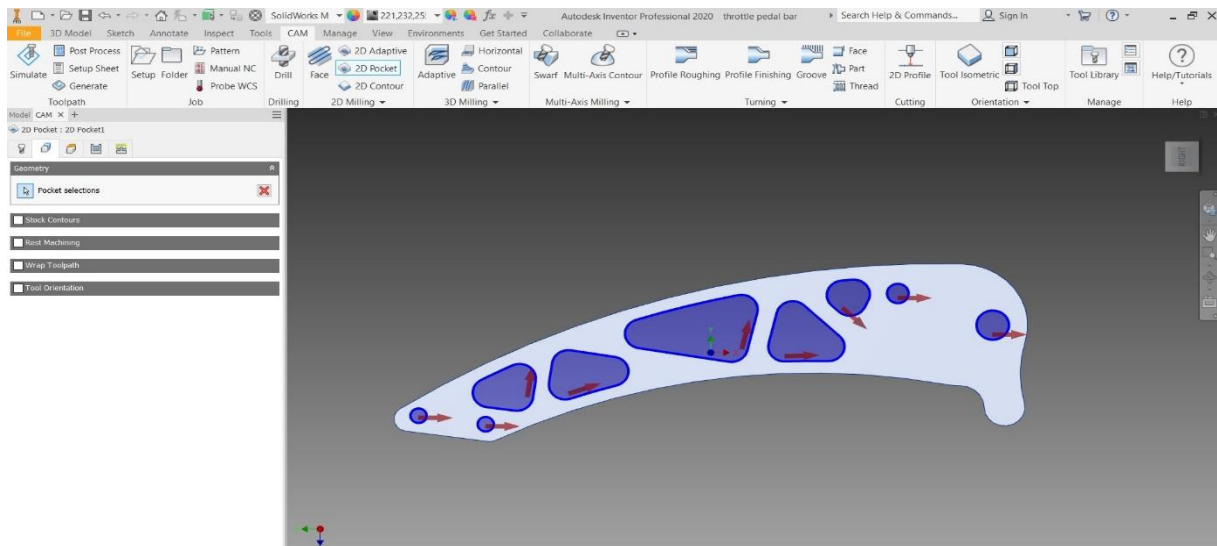 SolidWorks M 221,232,25 Autodesk Inventor Professional 2020 throttle pedal bar Search Help & Commands... Sign In
File 3D Model Sketch Annotate Inspect Tools CAM Manage View Environments Get Started Collaborate
Post Process Pattern 2D Adaptive Horizontal Face
Setup Sheet Manual NC 2D Pocket Contour Part
Simulate Setup Folder Drill Face Adaptive Swarf Multi-Axis Contour Profile Roughing Profile Finishing Groove 2D Profile Tool Isometric Tool Library Help/Tutorials
Generate Probe WCS 2D Contour Parallel Thread Tool Top
Toolpath Job Drilling 2D Milling 3D Milling Multi-Axis Milling Turning Cutting Orientation Manage Help
Model CAM
2D Pocket : 2D Pocket1
Geometry
Pocket selections
Stock Contours
Rest Machining
Wrap Toolpath
Tool Orientation
RIGHT